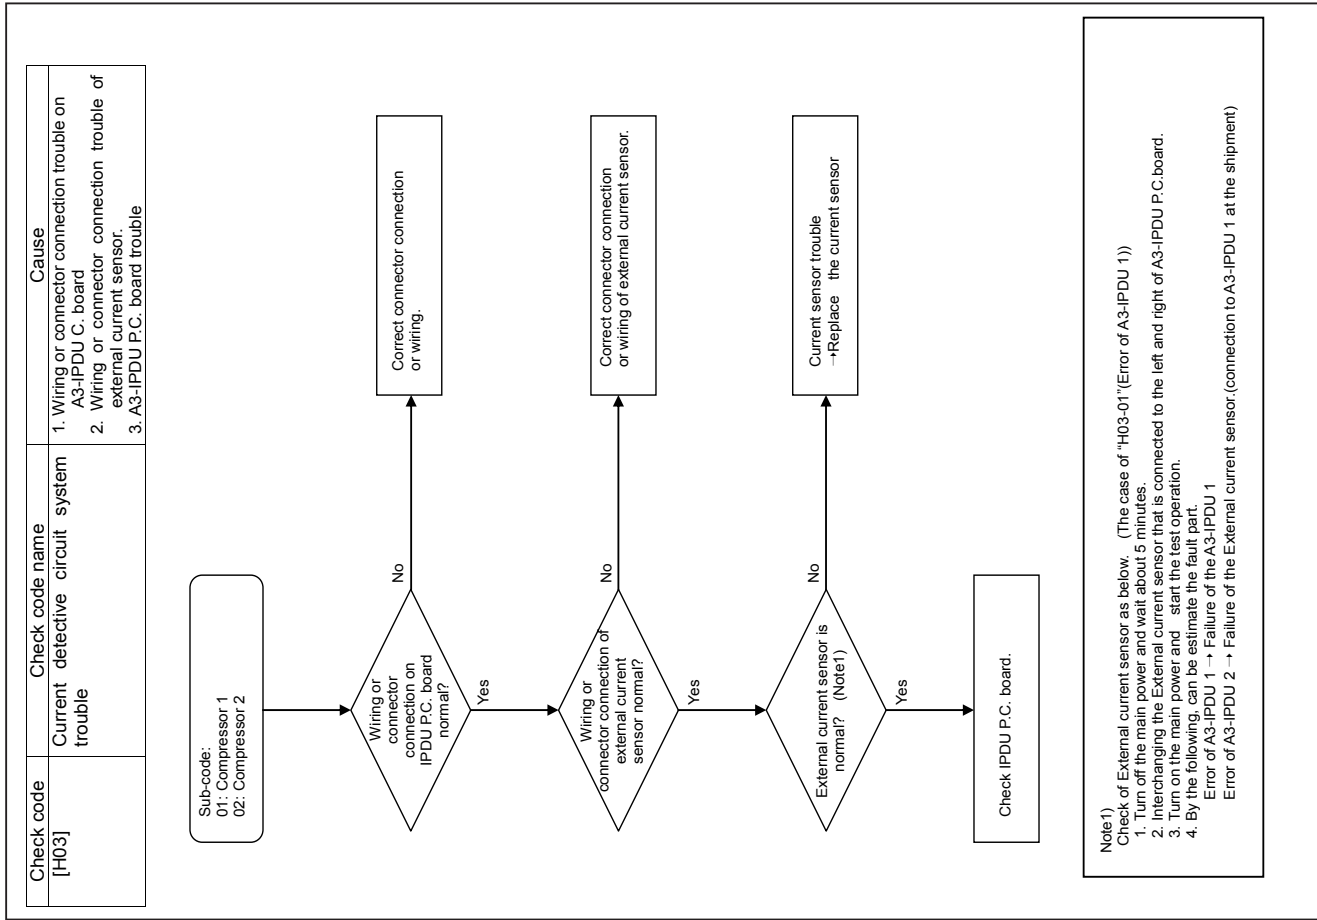 Check code
Check code name
Cause
[H03]
Current detective circuit system
trouble
1. Wiring or connector connection trouble on
A3-IPDU C. board
2. Wiring or connector connection trouble of
external current sensor.
3. A3-IPDU P.C. board trouble
Sub-code:
01: Compressor 1
02: Compressor 2
Wiring or
connector
connection on
IPDU P.C. board
normal?
No
Correct connector connection
or wiring.
Yes
Wiring or
connector connection of
external current
sensor normal?
No
Correct connector connection
or wiring of external current sensor.
Yes
External current sensor is
normal? (Note1)
No
Current sensor trouble
→Replace the current sensor
Yes
Check IPDU P.C. board.
Note1)
Check of External current sensor as below. (The case of “H03-01”(Error of A3-IPDU 1))
1. Turn off the main power and wait about 5 minutes.
2. Interchanging the External current sensor that is connected to the left and right of A3-IPDU P.C.board.
3. Turn on the main power and start the test operation.
4. By the following, can be estimate the fault part.
Error of A3-IPDU 1 → Failure of the A3-IPDU 1
Error of A3-IPDU 2 → Failure of the External current sensor.(connection to A3-IPDU 1 at the shipment)